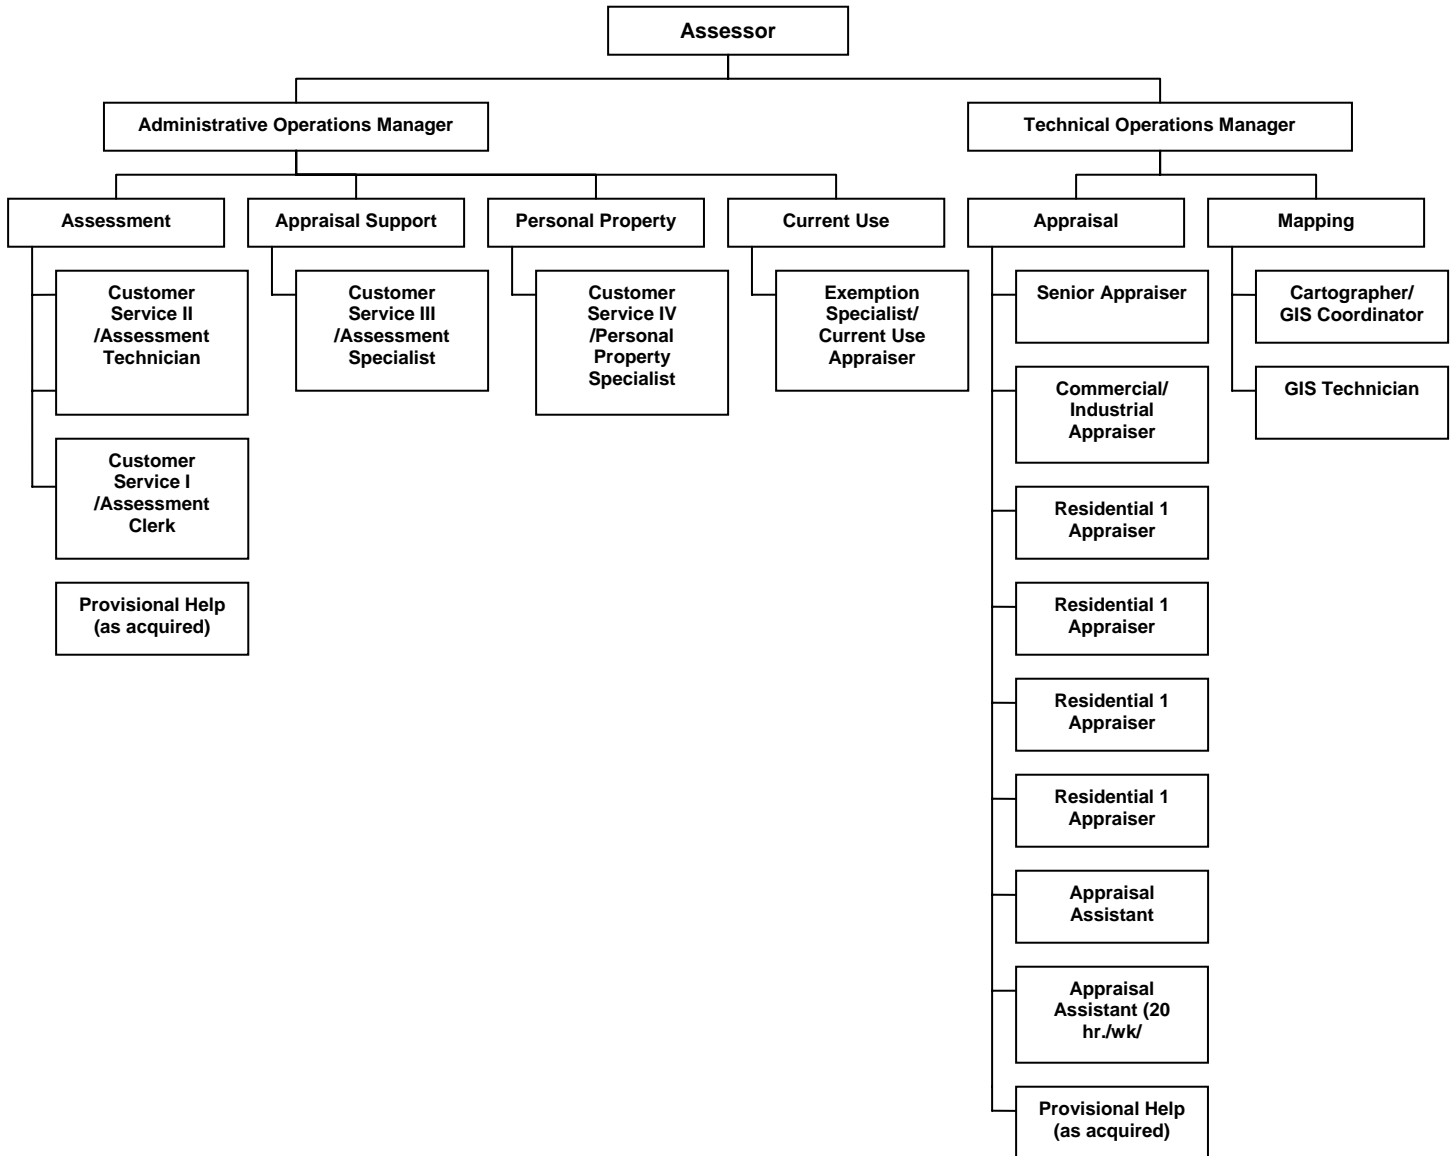 Assessor
Administrative Operations Manager
Technical Operations Manager
Assessment
Appraisal Support
Personal Property
Current Use
Appraisal
Mapping
Customer
Service II
/Assessment
Technician
Customer
Service I
/Assessment
Clerk
Provisional Help
(as acquired)
Customer
Service III
/Assessment
Specialist
Customer
Service IV
/Personal
Property
Specialist
Exemption
Specialist/
Current Use
Appraiser
Senior Appraiser
Commercial/
Industrial
Appraiser
Residential 1
Appraiser
Residential 1
Appraiser
Residential 1
Appraiser
Residential 1
Appraiser
Appraisal
Assistant
Appraisal
Assistant (20
hr./wk/
Provisional Help
(as acquired)
Cartographer/
GIS Coordinator
GIS Technician